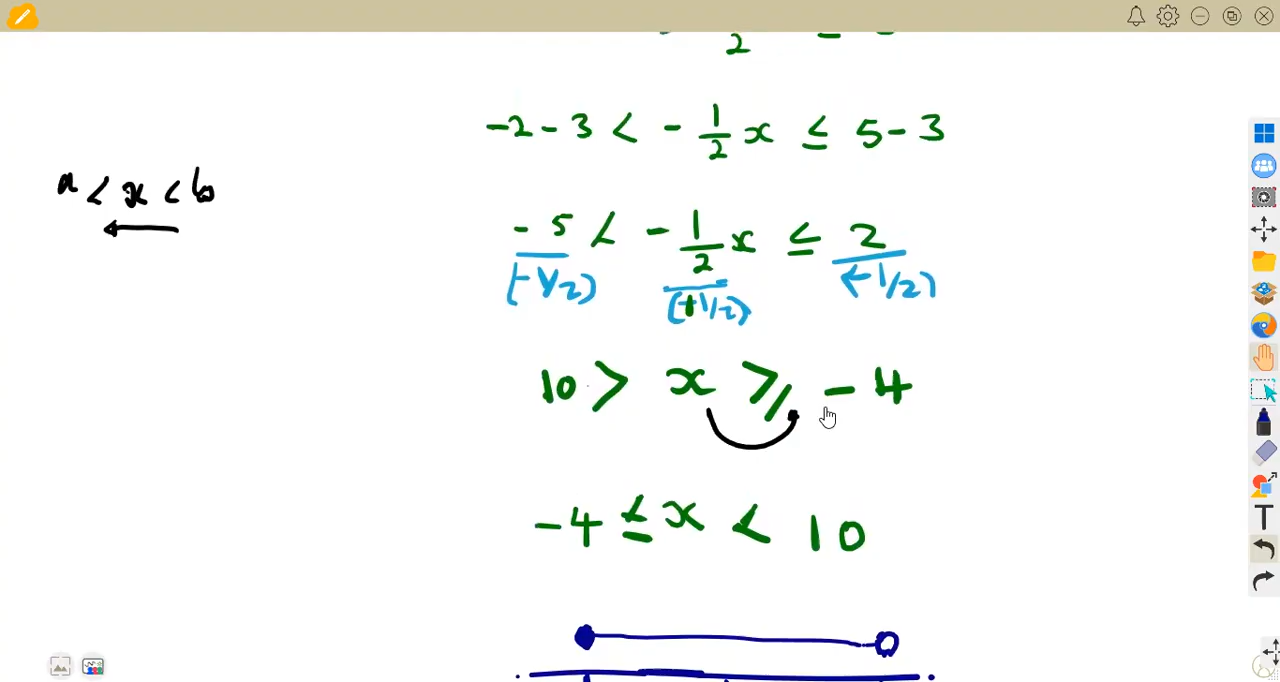 2 ≤
-2-3 < -1/2 x ≤ 5-3
a < x < b
-5 < -1/2 x ≤ 2
(-1/2) (-1/2) (-1/2)
10 > x ≥ -4
-4 ≤ x < 10
T